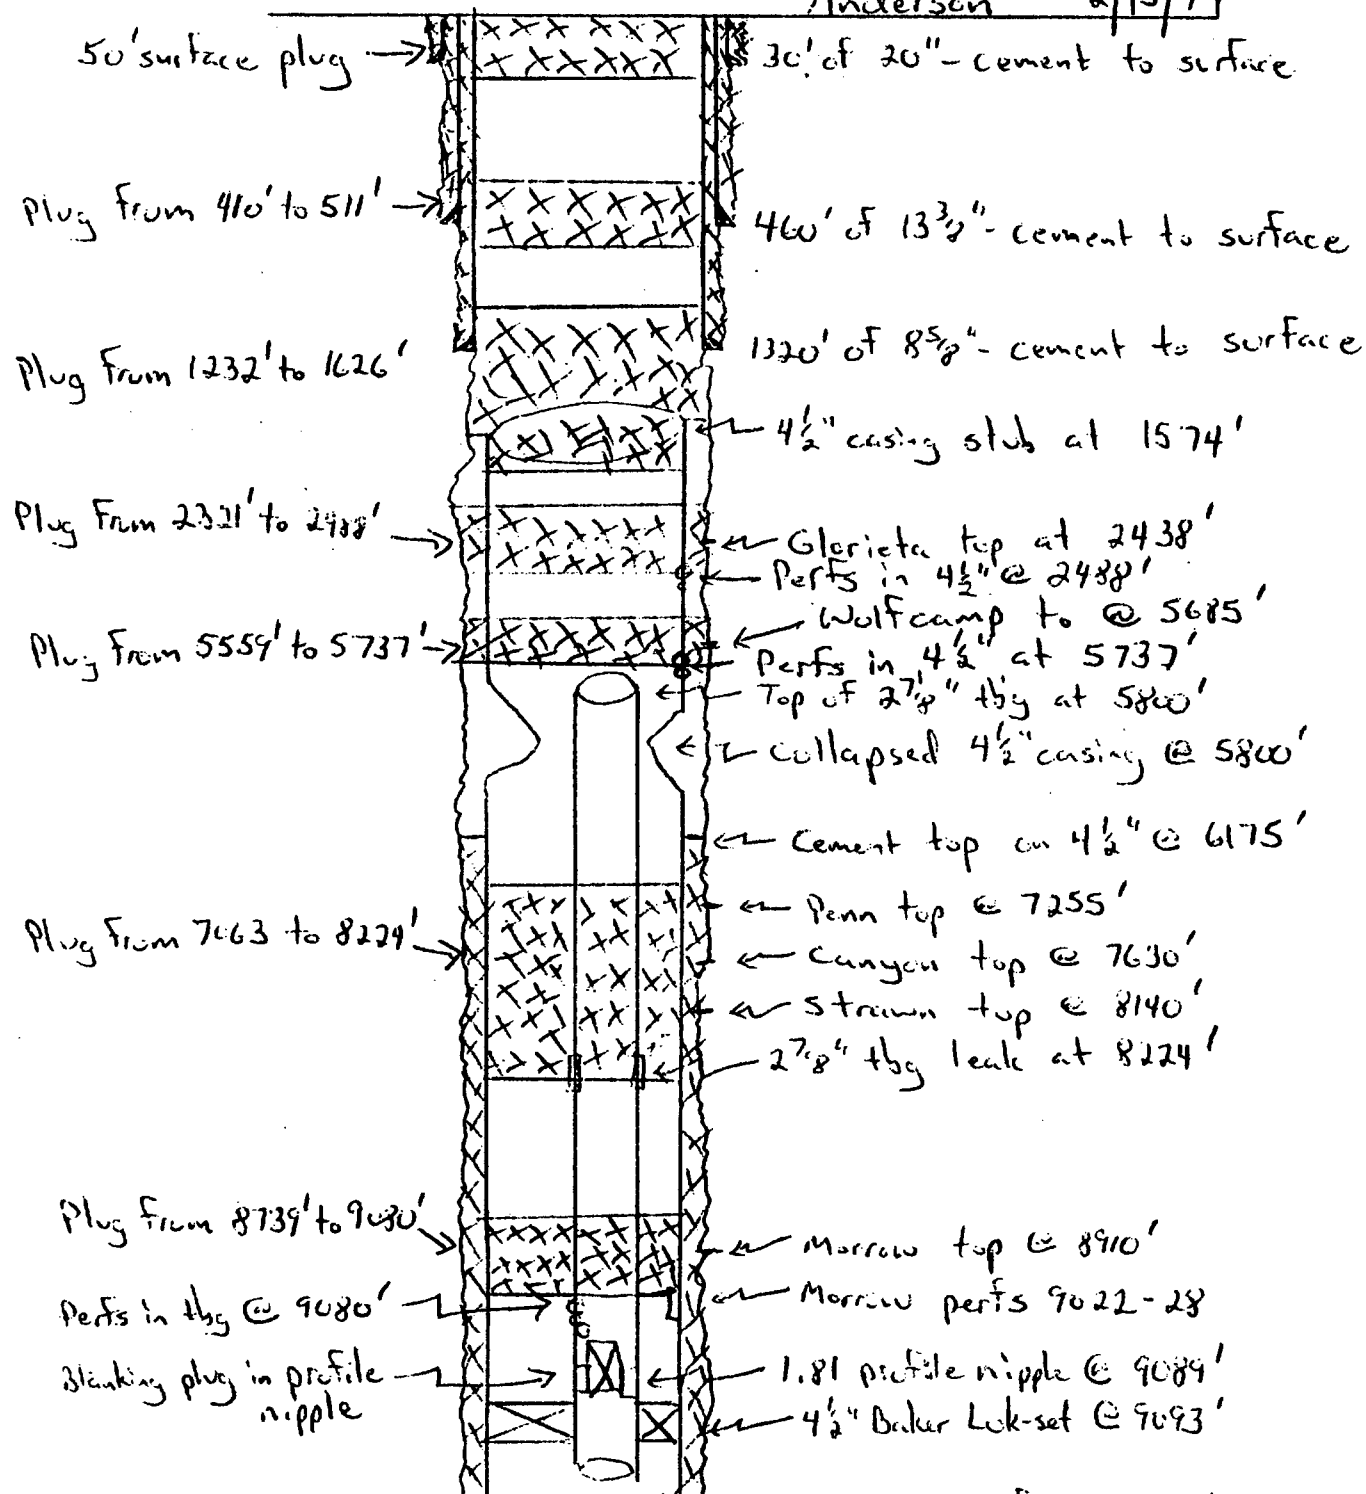 Anderson 2/15/
50' surface plug
30' of 20" - cement to surface
Plug from 410' to 511'
460' of 13 3/8" - cement to surface
Plug from 1232' to 1626'
1320' of 8 5/8" - cement to surface
4 1/2" casing stub at 1574'
Plug from 2321' to 2488'
Glorieta top at 2438'
Perfs in 4 1/2" @ 2488'
Wolfcamp to @ 5685'
Plug from 5559' to 5737'
Perfs in 4 1/2" at 5737'
Top of 2 7/8" tbg at 5800'
Collapsed 4 1/2" casing @ 5800'
Cement top on 4 1/2" @ 6175'
Penn top @ 7255'
Plug from 7063 to 8224'
Canyon top @ 7630'
Strawn top @ 8140'
2 7/8" tbg leak at 8224'
Plug from 8739' to 9080'
Morrow top @ 8910'
Perfs in tbg @ 9080'
Morrow perfs 9022-28
Blanking plug in profile
nipple
1.81 profile nipple @ 9089'
4 1/2" Baker Lok-set @ 9093'